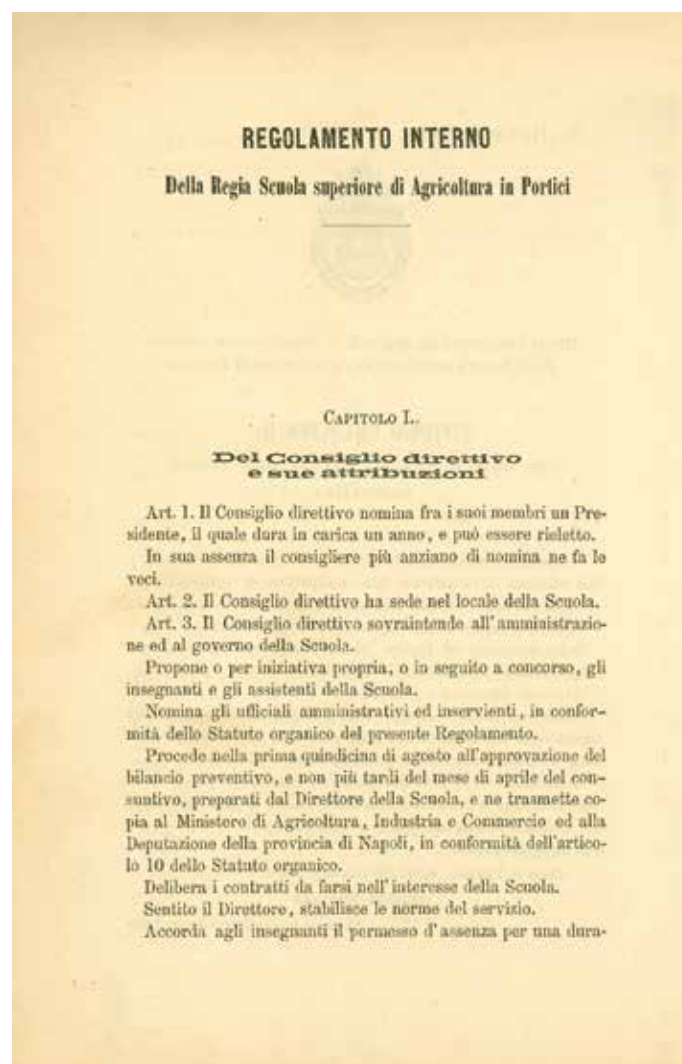 REGOLAMENTO INTERNO
Della Regia Scuola superiore di Agricoltura in Portici
CAPITOLO I.
Del Consiglio direttivo
e sue attribuzioni
Art. 1. Il Consiglio direttivo nomina fra i suoi membri un Pre-
sidente, il quale dura in carica un anno, e può essere rieletto.
In sua assenza il consigliere più anziano di nomina ne fa le
veci.
Art. 2. Il Consiglio direttivo ha sede nel locale della Scuola.
Art. 3. Il Consiglio direttivo sovraintende all'amministrazio-
ne ed al governo della Scuola.
Propone o per iniziativa propria, o in seguito a concorso, gli
insegnanti e gli assistenti della Scuola.
Nomina gli ufficiali amministrativi ed inservienti, in confor-
mità dello Statuto organico del presente Regolamento.
Procede nella prima quindicina di agosto all'approvazione del
bilancio preventivo, e non più tardi del mese di aprile del con-
suntivo, preparati dal Direttore della Scuola, e ne trasmette co-
pia al Ministero di Agricoltura, Industria e Commercio ed alla
Deputazione della provincia di Napoli, in conformità dell'artico-
lo 10 dello Statuto organico.
Delibera i contratti da farsi nell'interesse della Scuola.
Sentito il Direttore, stabilisce le norme del servizio.
Accorda agli insegnanti il permesso d'assenza per una dura-